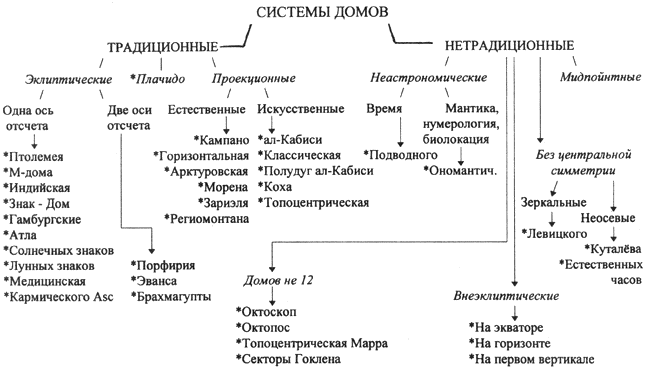 СИСТЕМЫ ДОМОВ
ТРАДИЦИОННЫЕ
НЕТРАДИЦИОННЫЕ
Эклиптические
*Плачидо
Проекционные
Неастрономические
Мидпойнтные
Одна ось
отсчета
Две оси
отсчета
Естественные
Искусственные
Время
Мантика,
нумерология,
биолокация
*Птолемея
*М-дома
*Индийская
*Знак - Дом
*Гамбургские
*Атла
*Солнечных знаков
*Лунных знаков
*Медицинская
*Кармического Asc
*Порфирия
*Эванса
*Брахмагупты
*Кампано
*Горизонтальная
*Арктуровская
*Морена
*Зариэля
*Региомонтана
*ал-Кабиси
*Классическая
*Полудуг ал-Кабиси
*Коха
*Топоцентрическая
*Подводного
*Ономантич.
Без центральной
симметрии
Зеркальные
*Левицкого
Неосевые
*Куталёва
*Естественных
часов
Домов не 12
*Октоскоп
*Октопос
*Топоцентрическая Марра
*Секторы Гоклена
Внеэклиптические
*На экваторе
*На горизонте
*На первом вертикале